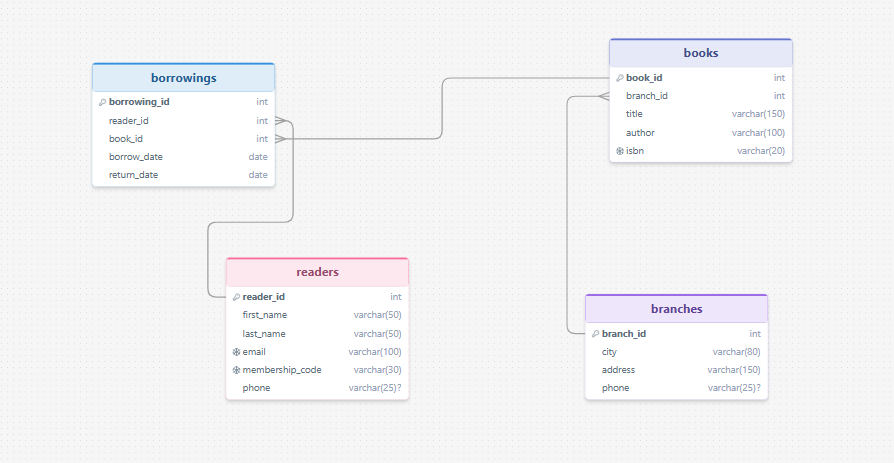 borrowings
borrowing_id int
reader_id int
book_id int
borrow_date date
return_date date
books
book_id int
branch_id int
title varchar(150)
author varchar(100)
isbn varchar(20)
readers
reader_id int
first_name varchar(50)
last_name varchar(50)
email varchar(100)
membership_code varchar(30)
phone varchar(25)?
branches
branch_id int
city varchar(80)
address varchar(150)
phone varchar(25)?